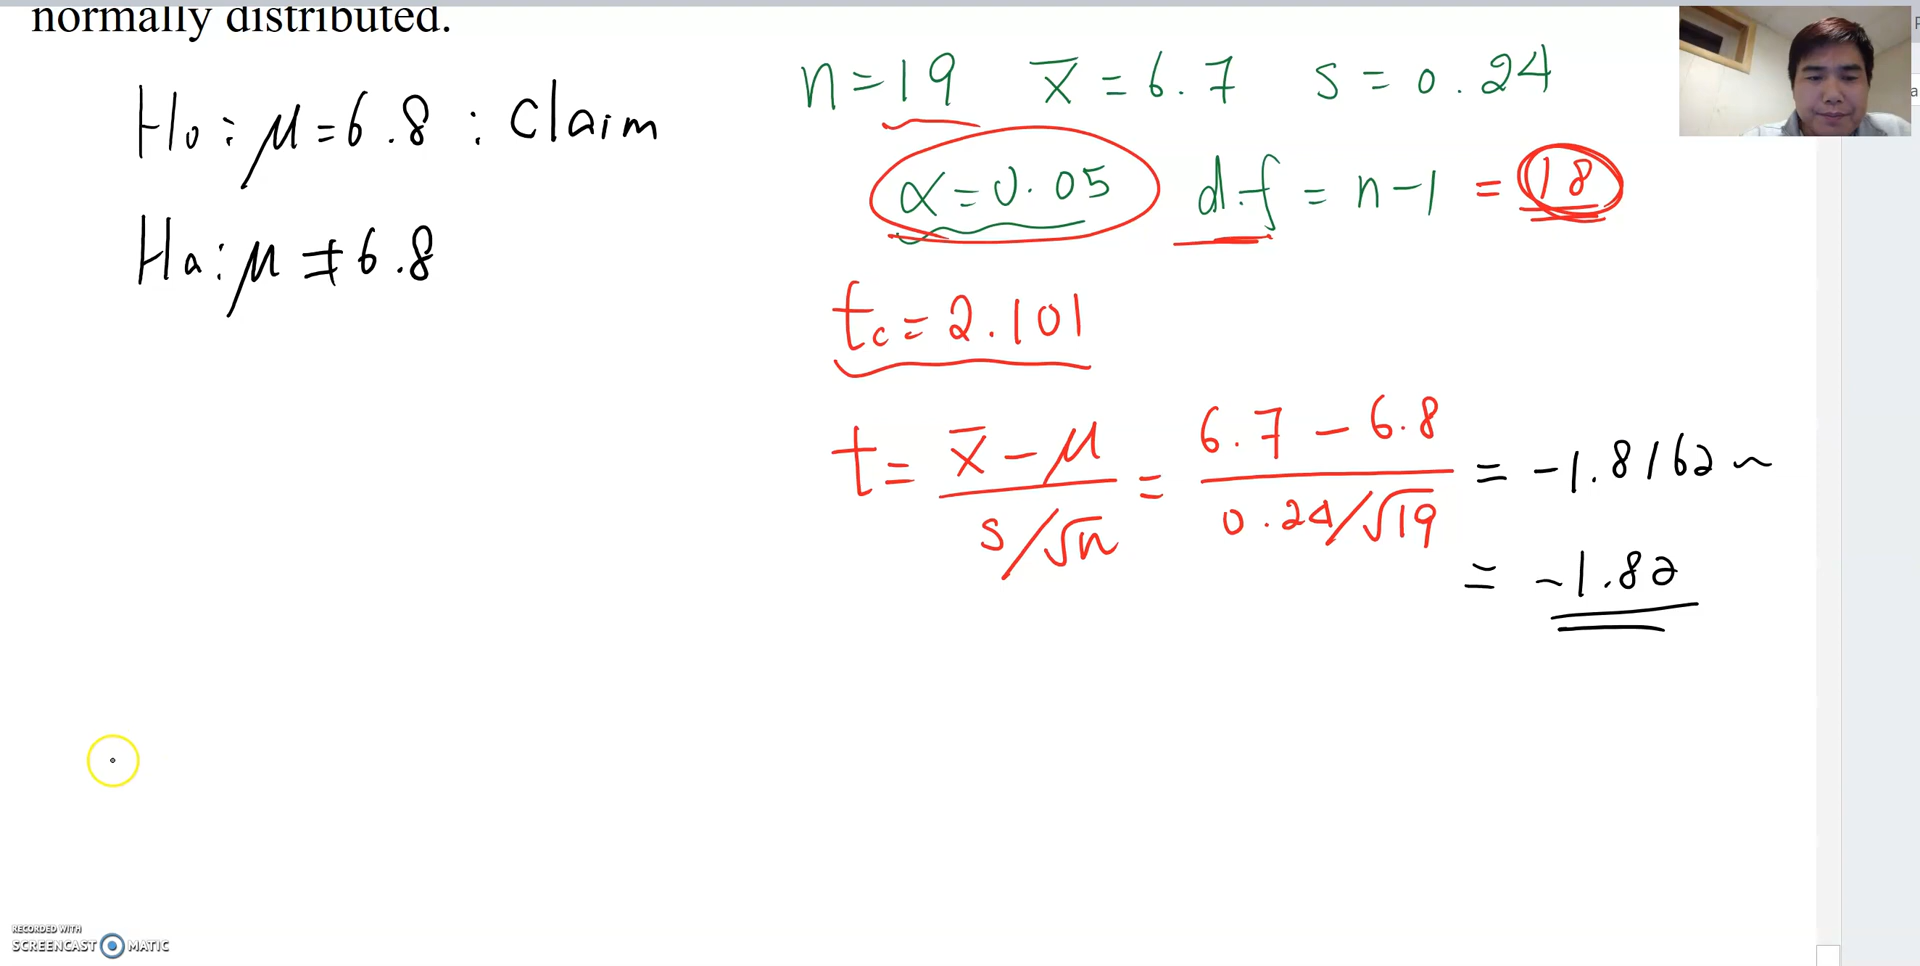 normally distributed.
H₀: μ = 6.8 : Claim
Ha: μ ≠ 6.8
n = 19 x̄ = 6.7 s = 0.24
α = 0.05 d.f = n - 1 = 18
tc = 2.101
t = (x̄ - μ) / (s/√n) = (6.7 - 6.8) / (0.24/√19) = -1.8162~
= -1.82
RECORDED WITH
SCREENCAST MATIC